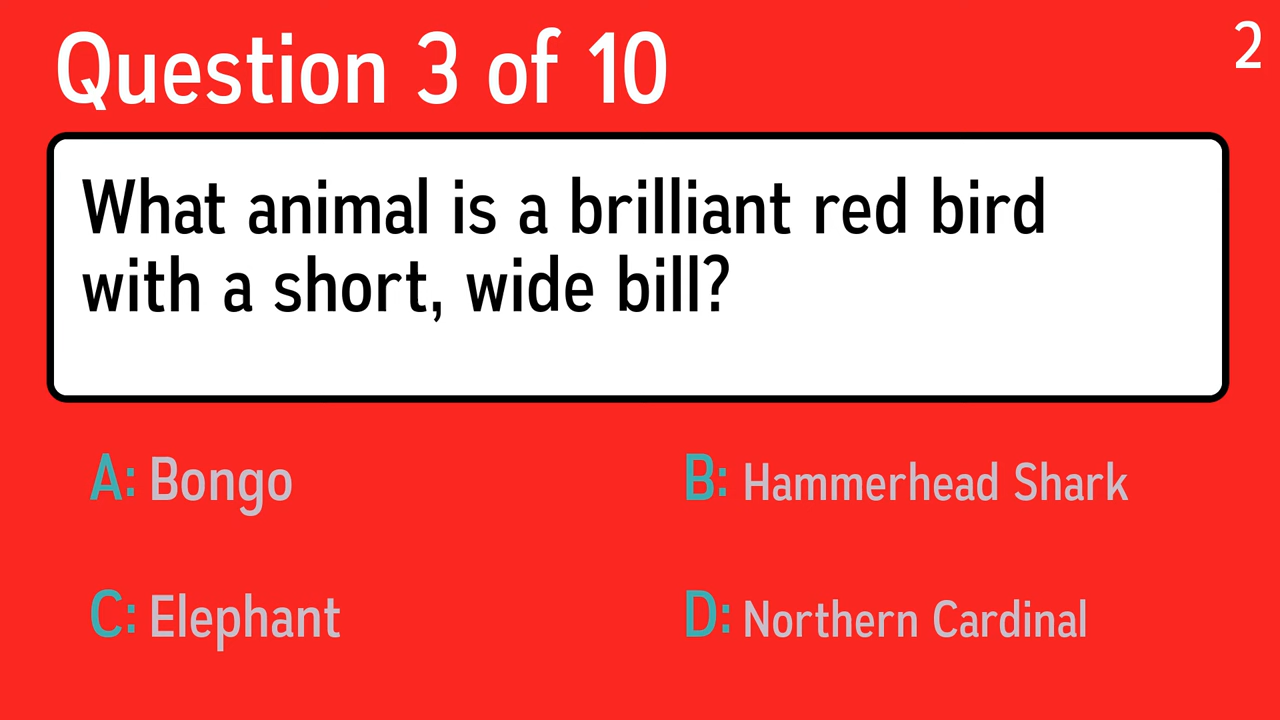 Question 3 of 10
2
What animal is a brilliant red bird
with a short, wide bill?
A: Bongo
B: Hammerhead Shark
C: Elephant
D: Northern Cardinal